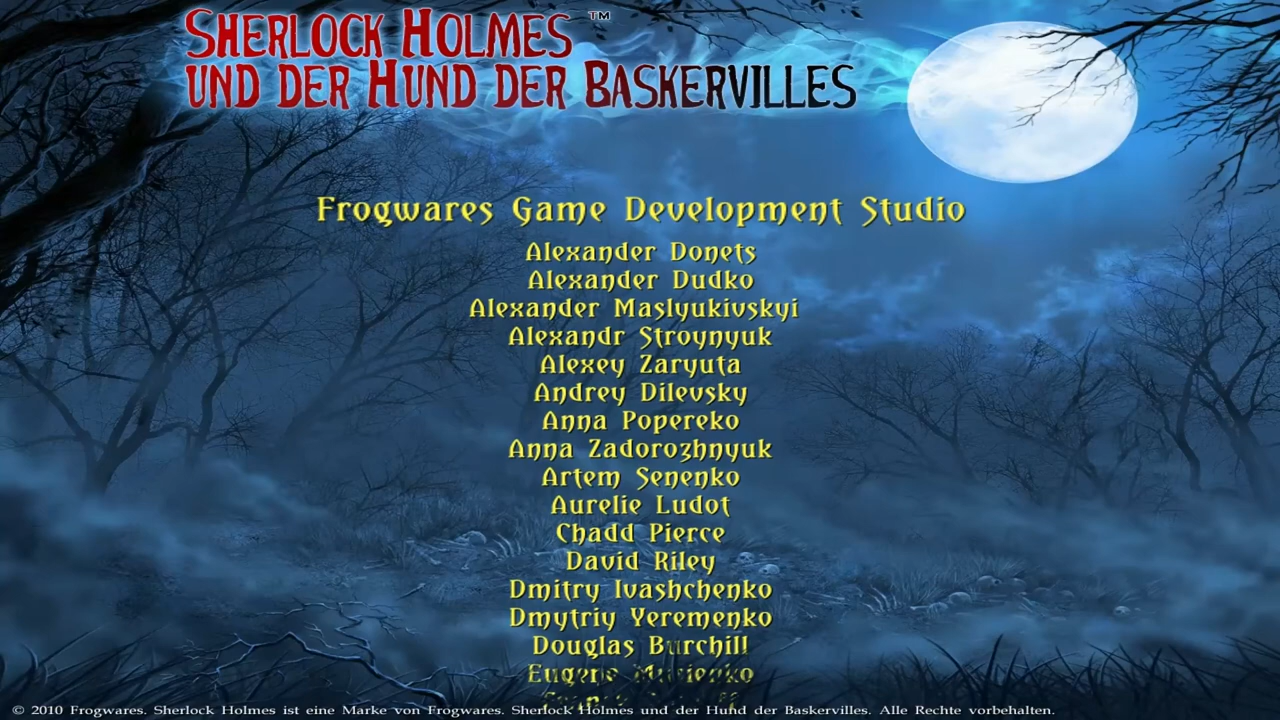 Sherlock Holmes ™
und der Hund der Baskervilles
Frogwares Game Development Studio
Alexander Donets
Alexander Dudko
Alexander Maslyukivskyi
Alexandr Stroynyuk
Alexey Zaryuta
Andrey Dilevsky
Anna Popereko
Anna Zadorozhnyuk
Artem Senenko
Aurelie Ludot
Chadd Pierce
David Riley
Dmitry Ivashchenko
Dmytriy Yeremenko
Douglas Burchill
Eugene
© 2010 Frogwares. Sherlock Holmes ist eine Marke von Frogwares. Sherlock Holmes und der Hund der Baskervilles. Alle Rechte vorbehalten.